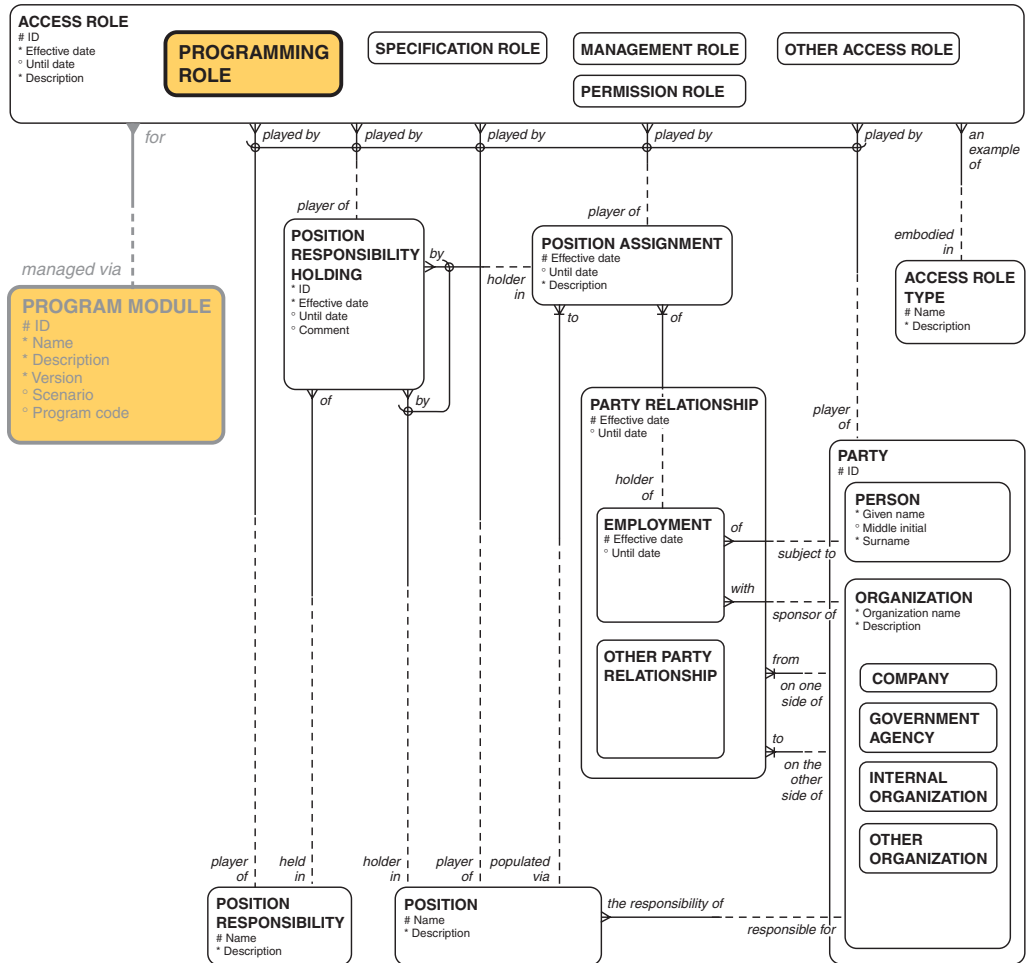 ACCESS ROLE
# ID
* Effective date
° Until date
* Description
PROGRAMMING
ROLE
SPECIFICATION ROLE
MANAGEMENT ROLE
PERMISSION ROLE
OTHER ACCESS ROLE
for
played by
played by
played by
played by
played by
an
example
of
player of
player of
embodied
in
managed via
PROGRAM MODULE
# ID
* Name
* Description
* Version
° Scenario
° Program code
POSITION
RESPONSIBILITY
HOLDING
* ID
* Effective date
° Until date
° Comment
by
holder
in
POSITION ASSIGNMENT
# Effective date
° Until date
* Description
ACCESS ROLE
TYPE
# Name
* Description
to
of
of
by
PARTY RELATIONSHIP
# Effective date
° Until date
player
of
holder
of
PARTY
# ID
PERSON
* Given name
° Middle initial
* Surname
EMPLOYMENT
# Effective date
° Until date
of
subject to
with
sponsor of
ORGANIZATION
* Organization name
* Description
OTHER PARTY
RELATIONSHIP
from
on one
side of
to
on the
other
side of
COMPANY
GOVERNMENT
AGENCY
INTERNAL
ORGANIZATION
OTHER
ORGANIZATION
player
of
held
in
holder
in
player
of
populated
via
POSITION
RESPONSIBILITY
# Name
* Description
POSITION
# Name
* Description
the responsibility of
responsible for